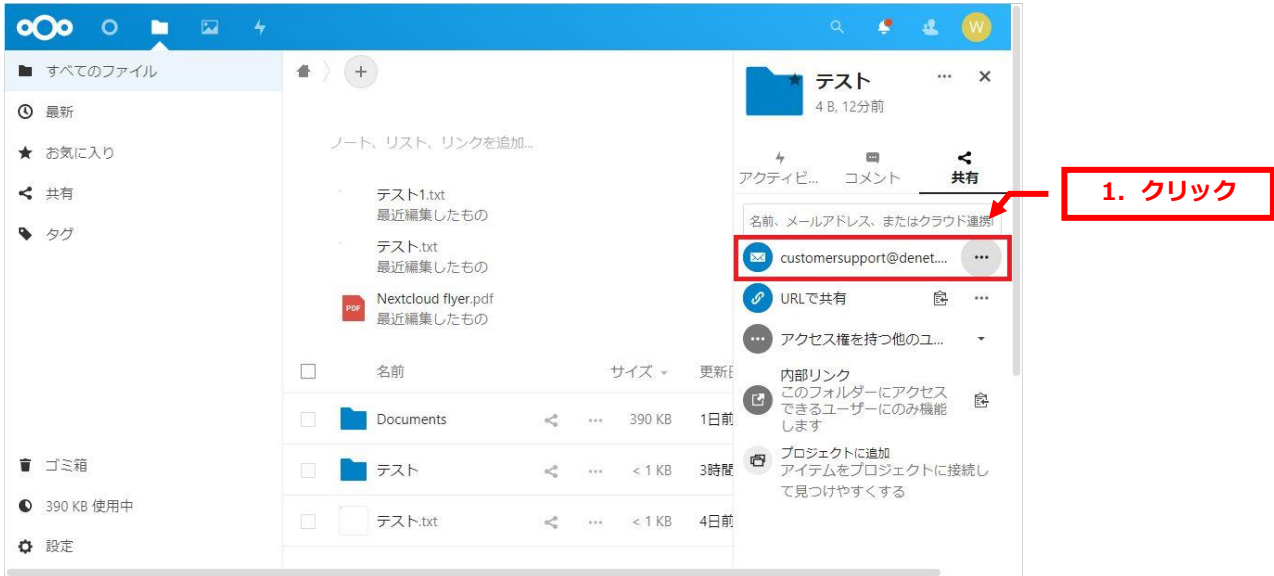 W
すべてのファイル
最新
お気に入り
共有
タグ
ゴミ箱
390 KB 使用中
設定
ノート、リスト、リンクを追加...
テスト1.txt
最近編集したもの
テスト.txt
最近編集したもの
PDF
Nextcloud flyer.pdf
最近編集したもの
名前
サイズ
更新日
Documents
390 KB
1日前
テスト
< 1 KB
3時間
テスト.txt
< 1 KB
4日前
テスト
4 B, 12分前
アクティビ...
コメント
共有
名前、メールアドレス、またはクラウド連携
customersupport@denet....
URLで共有
アクセス権を持つ他のユ...
内部リンク
このフォルダーにアクセス
できるユーザーにのみ機能
します
プロジェクトに追加
アイテムをプロジェクトに接続し
て見つけやすくする
1. クリック